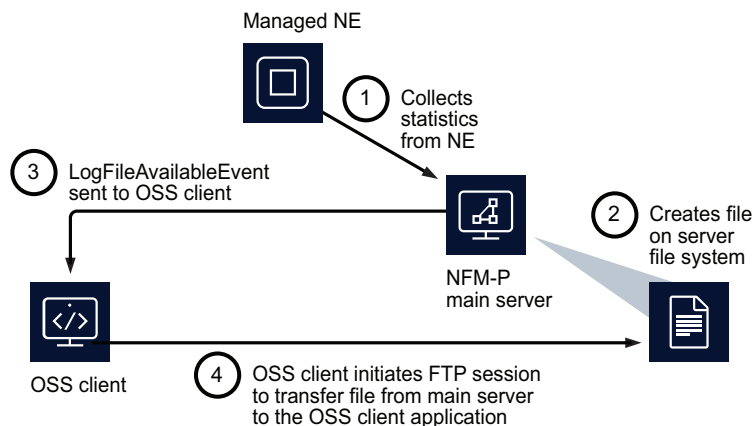 Managed NE
1
Collects
statistics
from NE
3
LogFileAvailableEvent
sent to OSS client
2
Creates file
on server
file system
NFM-P
main server
</>
OSS client
4
OSS client initiates FTP session
to transfer file from main server
to the OSS client application